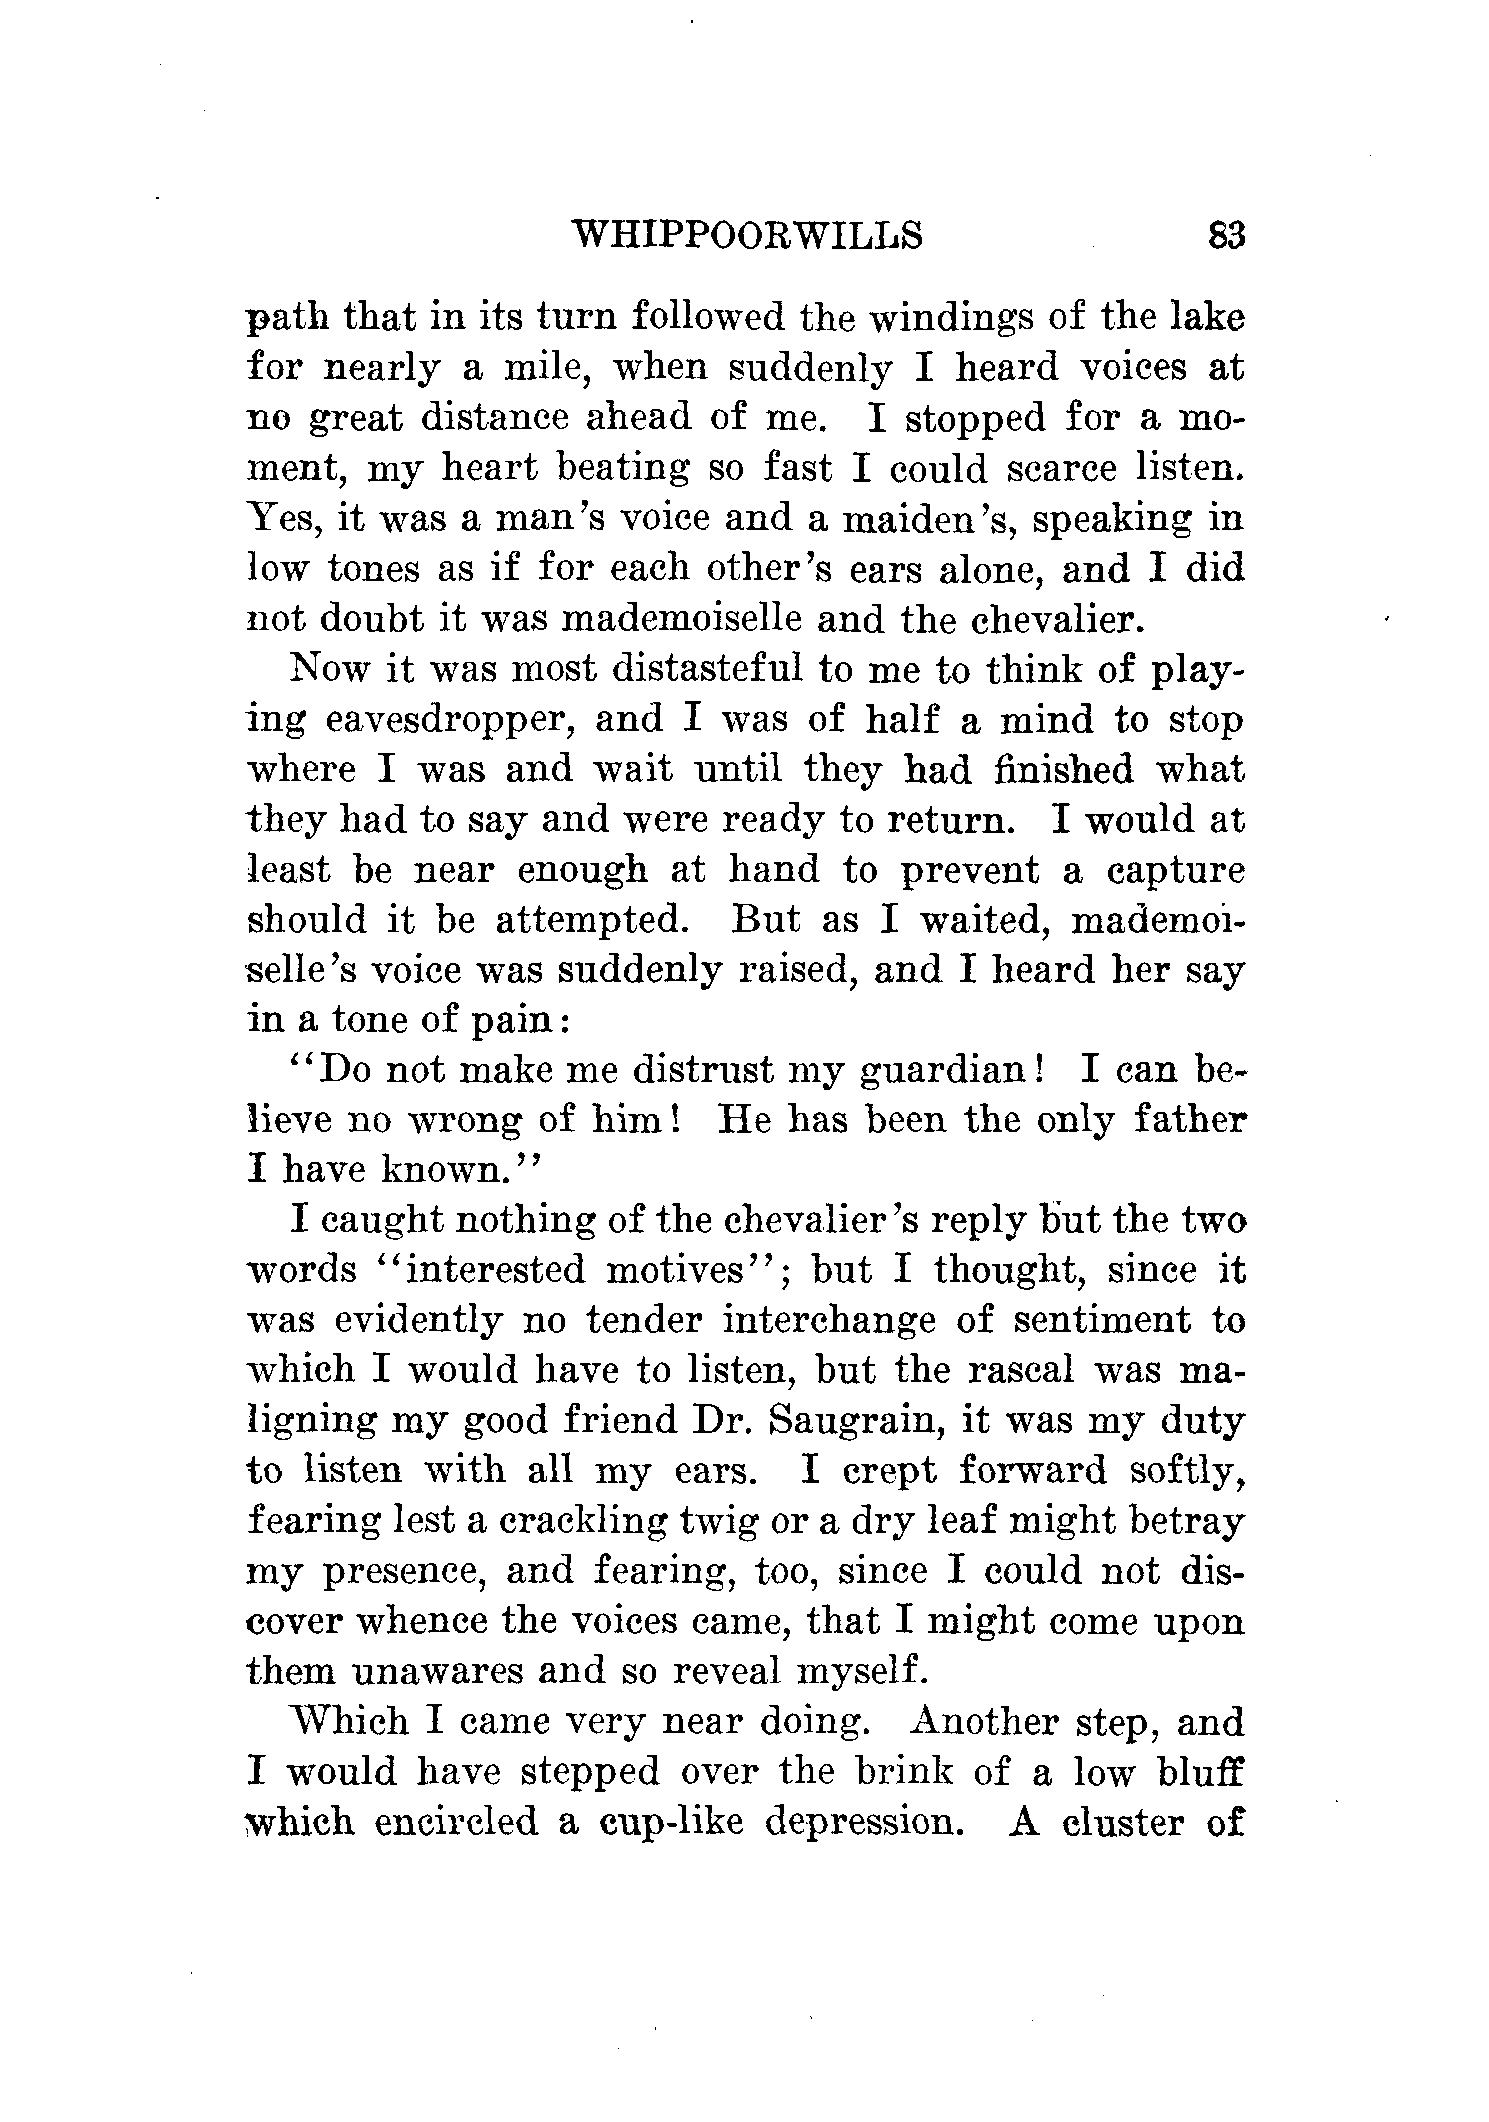 WHIPPOORWILLS 83
path that in its turn followed the windings of the lake
for nearly a mile, when suddenly I heard voices at
no great distance ahead of me. I stopped for a mo-
ment, my heart beating so fast I could scarce listen.
Yes, it was a man's voice and a maiden's, speaking in
low tones as if for each other's ears alone, and I did
not doubt it was mademoiselle and the chevalier.
Now it was most distasteful to me to think of play-
ing eavesdropper, and I was of half a mind to stop
where I was and wait until they had finished what
they had to say and were ready to return. I would at
least be near enough at hand to prevent a capture
should it be attempted. But as I waited, mademoi-
selle's voice was suddenly raised, and I heard her say
in a tone of pain:
"Do not make me distrust my guardian! I can be-
lieve no wrong of him! He has been the only father
I have known."
I caught nothing of the chevalier's reply but the two
words "interested motives"; but I thought, since it
was evidently no tender interchange of sentiment to
which I would have to listen, but the rascal was ma-
ligning my good friend Dr. Saugrain, it was my duty
to listen with all my ears. I crept forward softly,
fearing lest a crackling twig or a dry leaf might betray
my presence, and fearing, too, since I could not dis-
cover whence the voices came, that I might come upon
them unawares and so reveal myself.
Which I came very near doing. Another step, and
I would have stepped over the brink of a low bluff
which encircled a cup-like depression. A cluster of